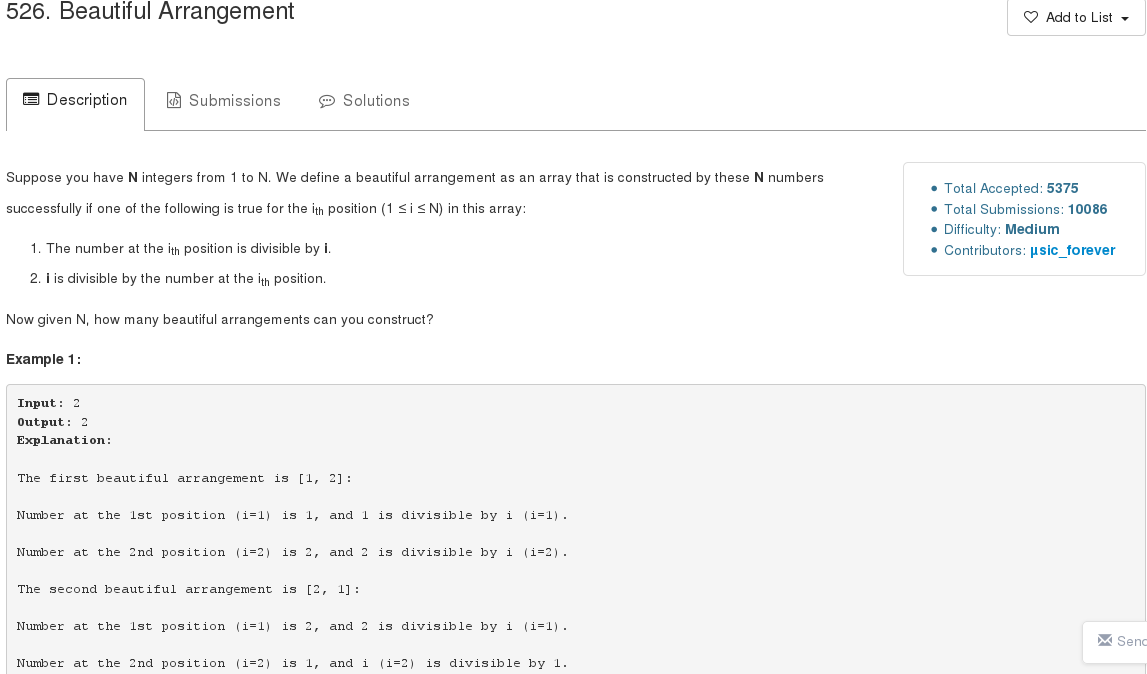 526. Beautiful Arrangement
Add to List
Description
Submissions
Solutions
Suppose you have N integers from 1 to N. We define a beautiful arrangement as an array that is constructed by these N numbers
successfully if one of the following is true for the ith position (1 ≤ i ≤ N) in this array:
1. The number at the ith position is divisible by i.
2. i is divisible by the number at the ith position.
Now given N, how many beautiful arrangements can you construct?
Example 1:
Total Accepted: 5375
Total Submissions: 10086
Difficulty: Medium
Contributors: μsic_forever
Input: 2
Output: 2
Explanation:
The first beautiful arrangement is [1, 2]:
Number at the 1st position (i=1) is 1, and 1 is divisible by i (i=1).
Number at the 2nd position (i=2) is 2, and 2 is divisible by i (i=2).
The second beautiful arrangement is [2, 1]:
Number at the 1st position (i=1) is 2, and 2 is divisible by i (i=1).
Number at the 2nd position (i=2) is 1, and i (i=2) is divisible by 1.
Send